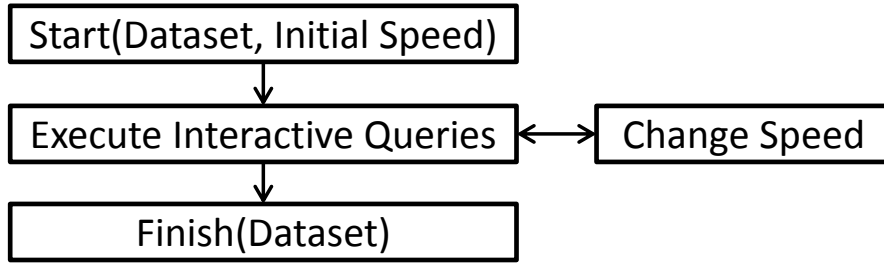 Start(Dataset, Initial Speed)
Execute Interactive Queries
Change Speed
Finish(Dataset)